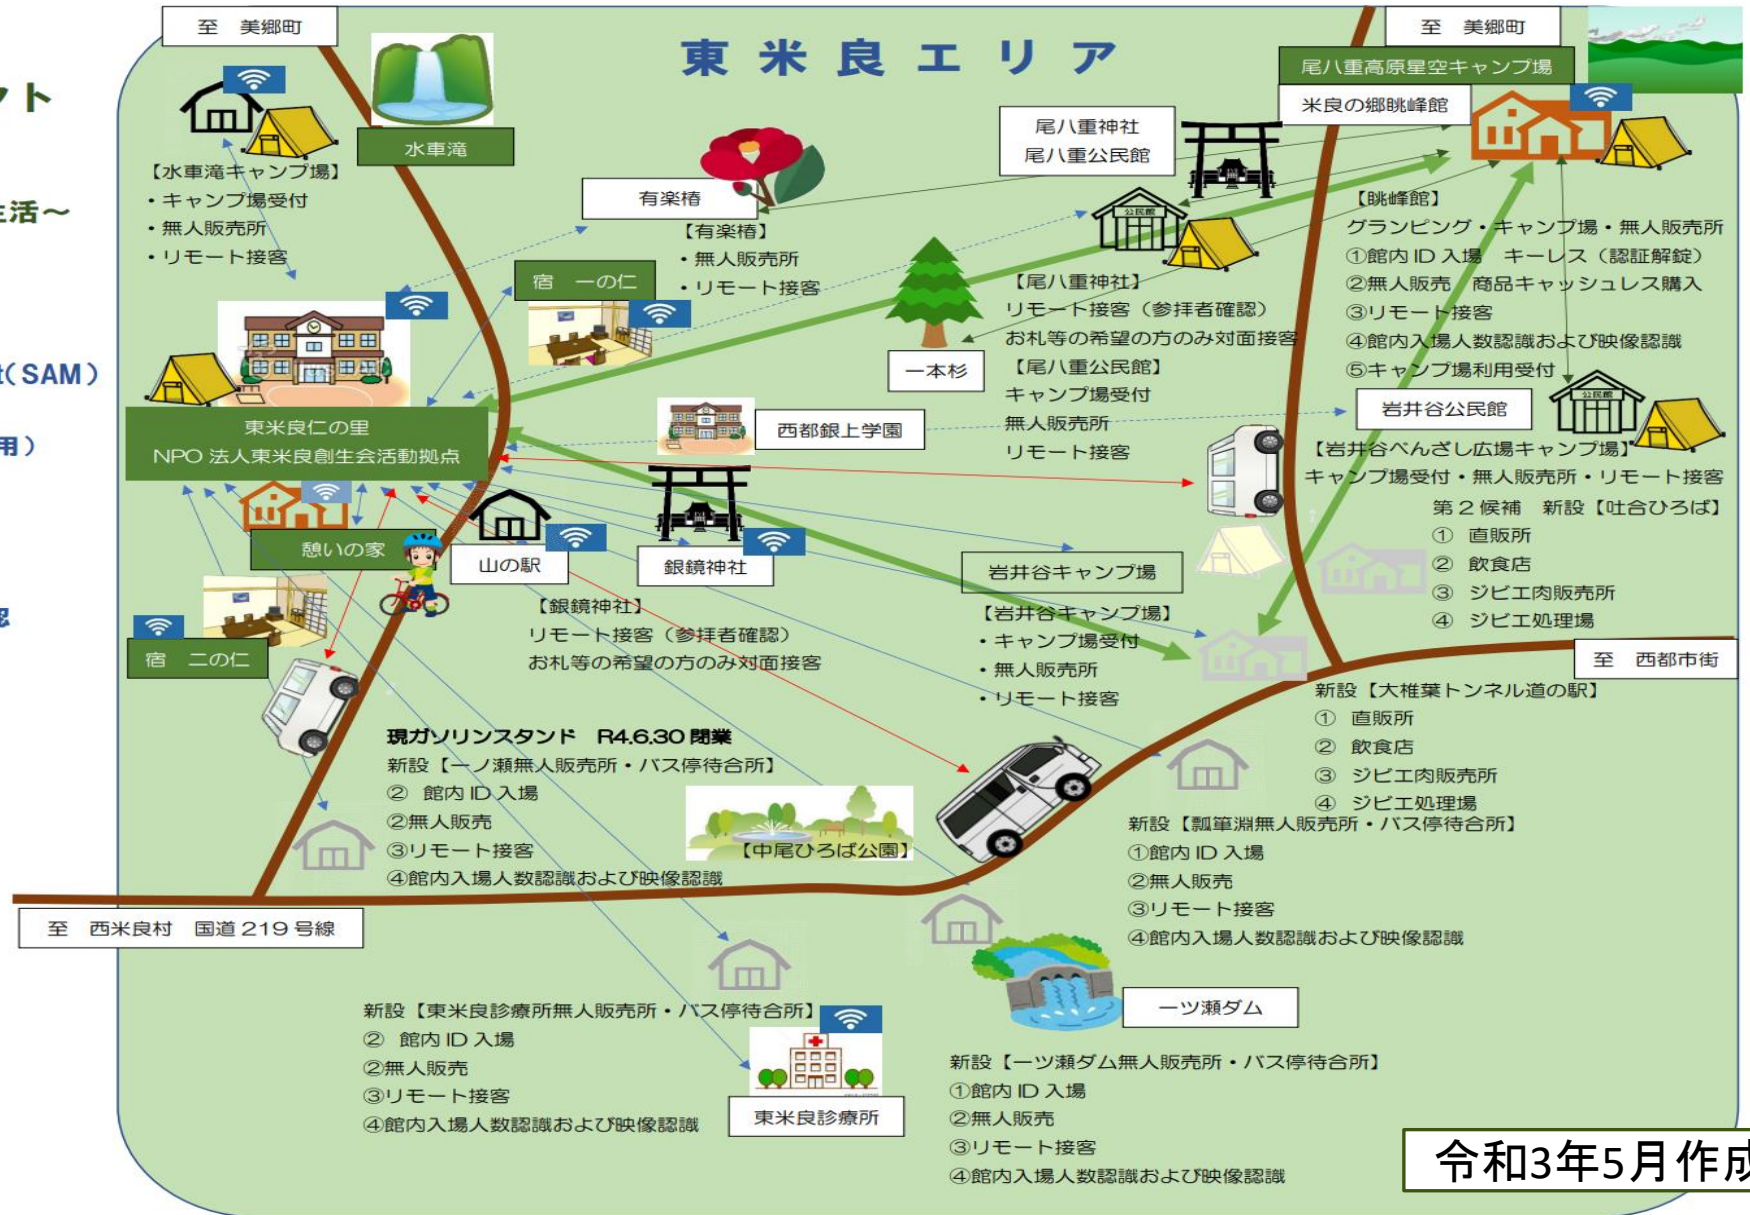 クト
生活～
(SAM)
用)
認
東米良エリア
至 美郷町
至 美郷町
水車滝
【水車滝キャンプ場】
・キャンプ場受付
・無人販売所
・リモート接客
有楽椿
【有楽椿】
・無人販売所
・リモート接客
宿 一の仁
尾八重神社
尾八重公民館
公民館
【尾八重神社】
リモート接客（参拝者確認）
お札等の希望の方のみ対面接客
【尾八重公民館】
キャンプ場受付
無人販売所
リモート接客
一本杉
尾八重高原星空キャンプ場
米良の郷眺峰館
【眺峰館】
グランピング・キャンプ場・無人販売所
①館内 ID 入場 キーレス（認証解錠）
②無人販売 商品キャッシュレス購入
③リモート接客
④館内入場人数認識および映像認識
⑤キャンプ場利用受付
岩井谷公民館
公民館
【岩井谷べんざし広場キャンプ場】
キャンプ場受付・無人販売所・リモート接客
第２候補 新設【吐合ひろば】
① 直販所
② 飲食店
③ ジビエ肉販売所
④ ジビエ処理場
東米良仁の里
NPO 法人東米良創生会活動拠点
西都銀上学園
憩いの家
山の駅
銀鏡神社
【銀鏡神社】
リモート接客（参拝者確認）
お札等の希望の方のみ対面接客
宿 二の仁
岩井谷キャンプ場
【岩井谷キャンプ場】
・キャンプ場受付
・無人販売所
・リモート接客
至 西都市街
新設【大椎葉トンネル道の駅】
① 直販所
② 飲食店
③ ジビエ肉販売所
④ ジビエ処理場
現ガソリンスタンド R4.6.30 閉業
新設【一ノ瀬無人販売所・バス停待合所】
② 館内 ID 入場
②無人販売
③リモート接客
④館内入場人数認識および映像認識
【中尾ひろば公園】
新設【瓢箪淵無人販売所・バス停待合所】
①館内 ID 入場
②無人販売
③リモート接客
④館内入場人数認識および映像認識
至 西米良村 国道 219 号線
新設【東米良診療所無人販売所・バス停待合所】
② 館内 ID 入場
②無人販売
③リモート接客
④館内入場人数認識および映像認識
東米良診療所
一ツ瀬ダム
新設【一ツ瀬ダム無人販売所・バス停待合所】
①館内 ID 入場
②無人販売
③リモート接客
④館内入場人数認識および映像認識
令和3年5月作成